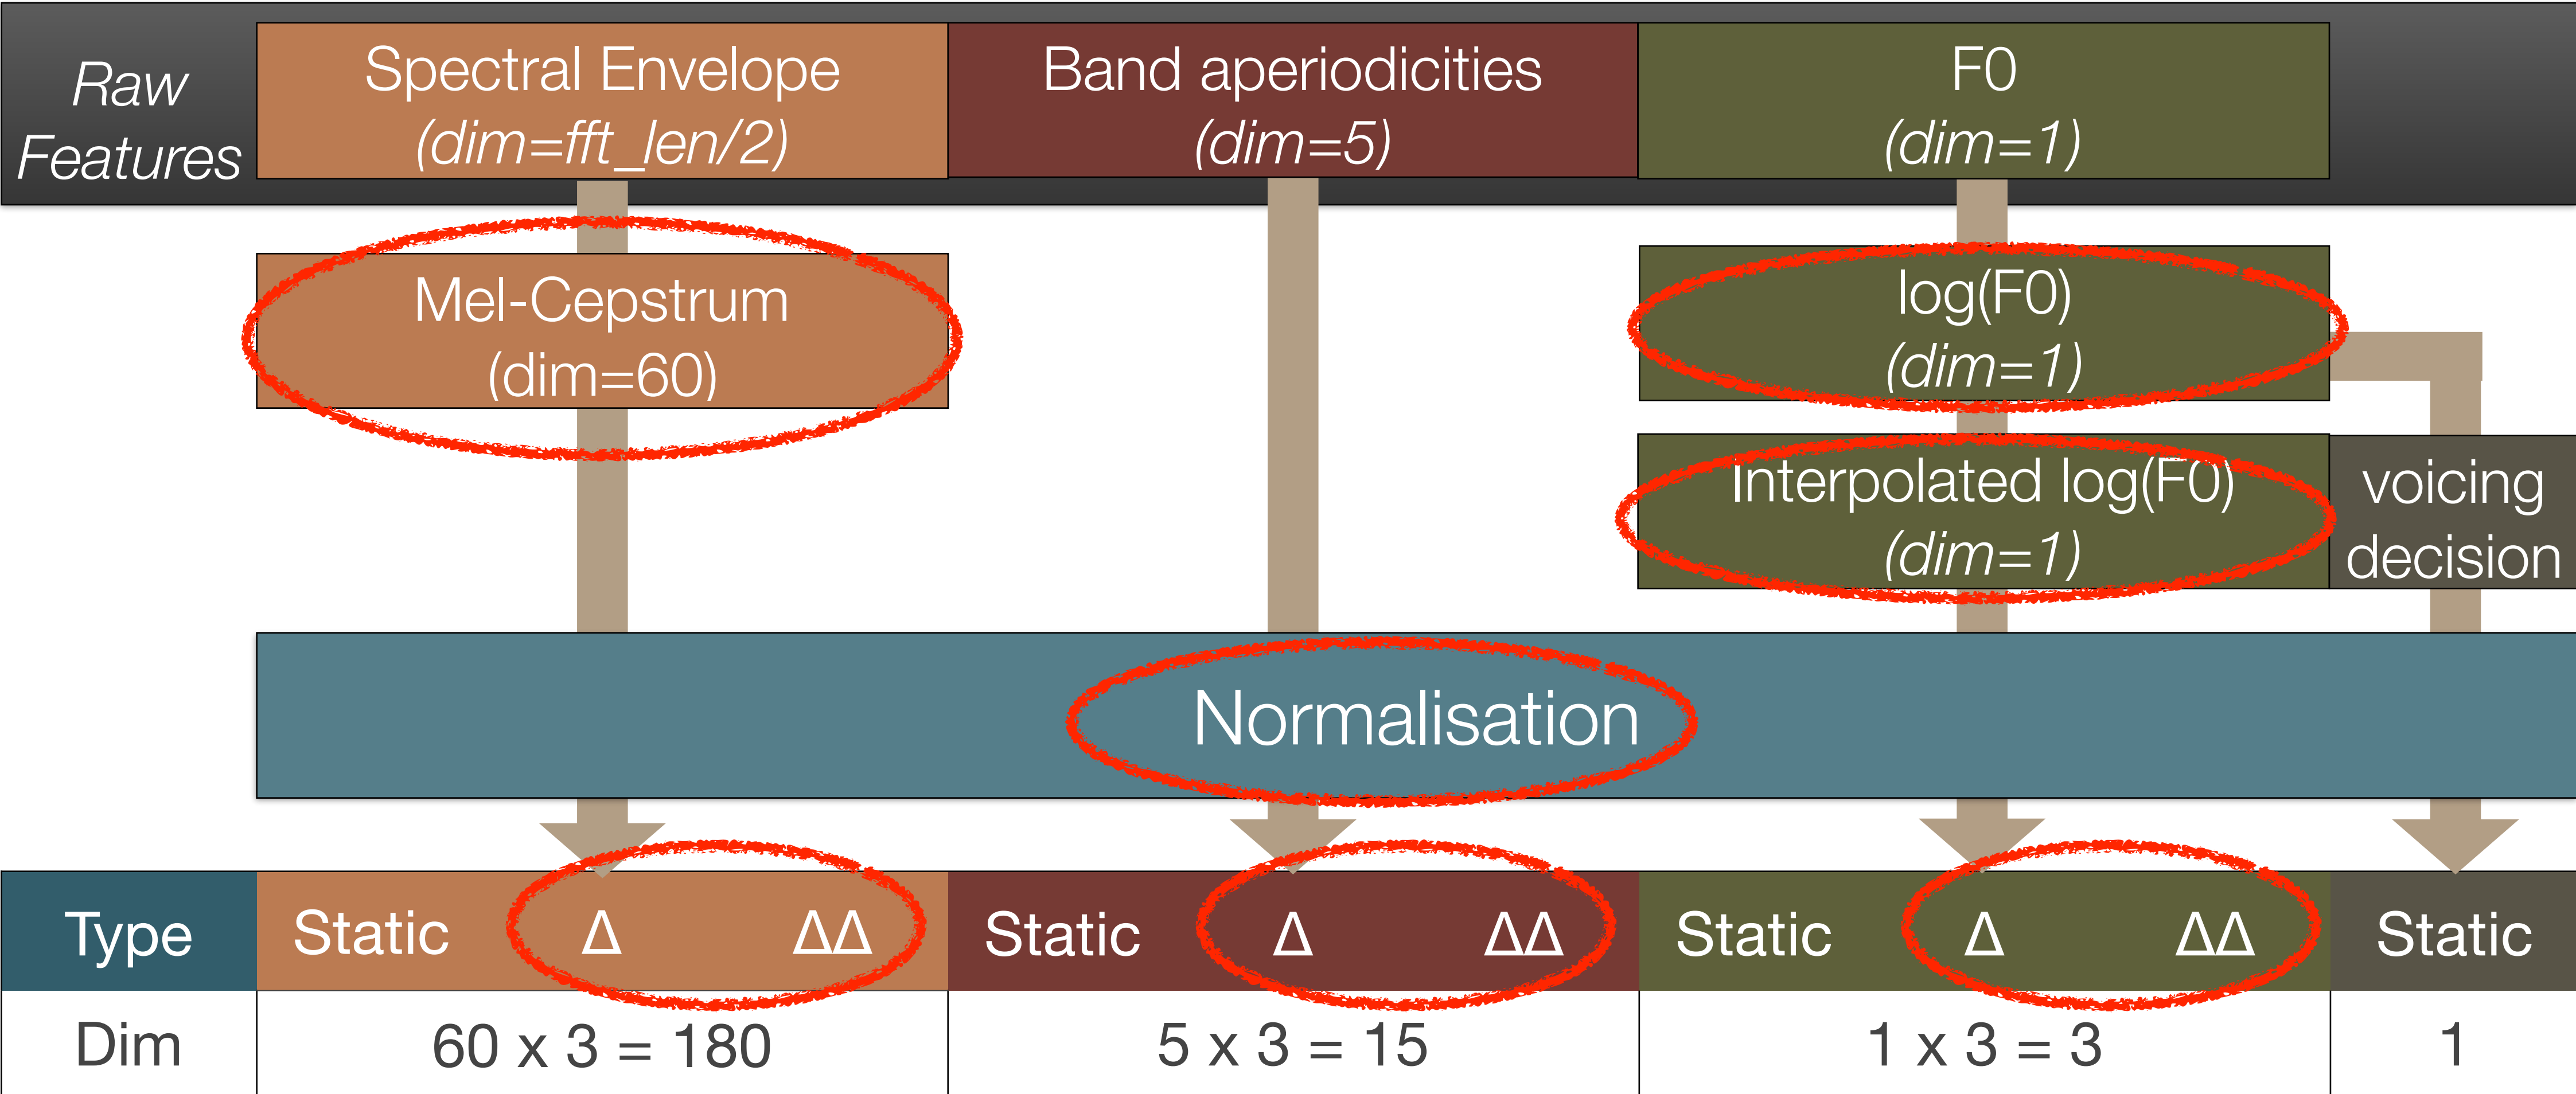 Raw
Features
Spectral Envelope
(dim=fft_len/2)
Band aperiodicities
(dim=5)
F0
(dim=1)
Mel-Cepstrum
(dim=60)
log(F0)
(dim=1)
Interpolated log(F0)
(dim=1)
voicing
decision
Normalisation
Type Static Δ ΔΔ Static Δ ΔΔ Static Δ ΔΔ Static
Dim 60 x 3 = 180 5 x 3 = 15 1 x 3 = 3 1